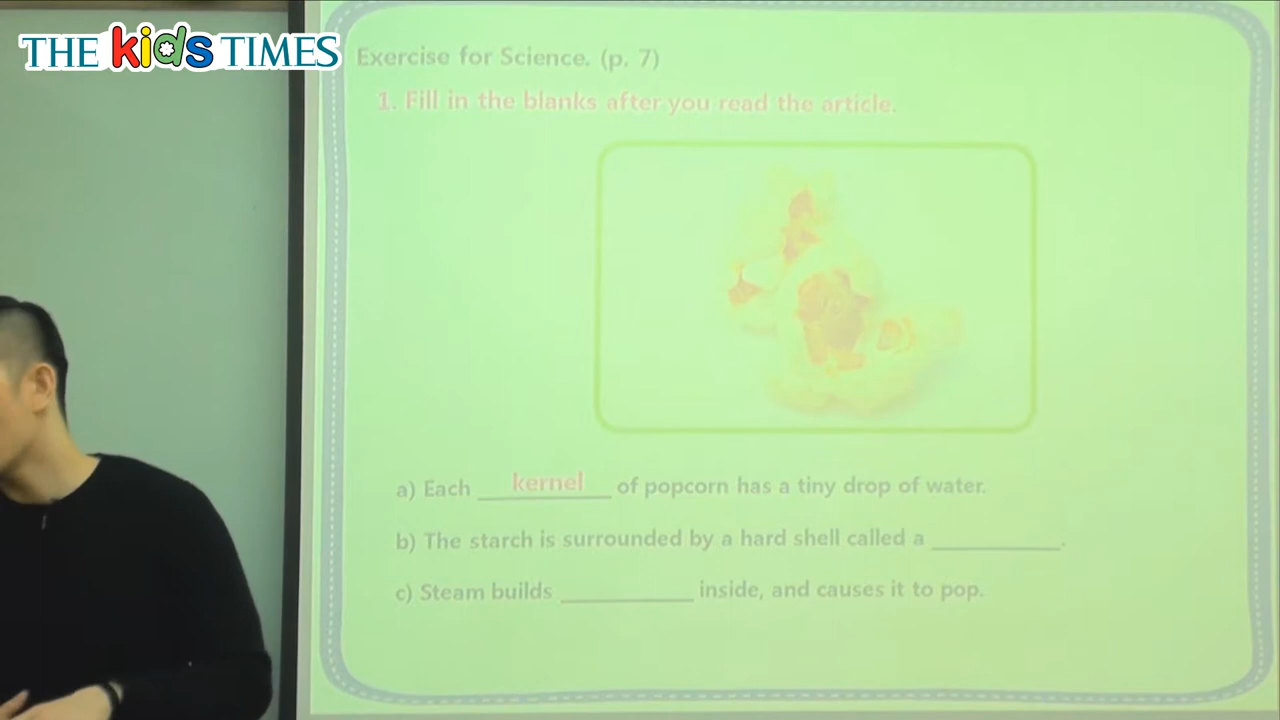 THE kids TIMES
Exercise for Science. (p. 7)
1. Fill in the blanks after you read the article.
a) Each kernel of popcorn has a tiny drop of water.
b) The starch is surrounded by a hard shell called a __________.
c) Steam builds __________ inside, and causes it to pop.